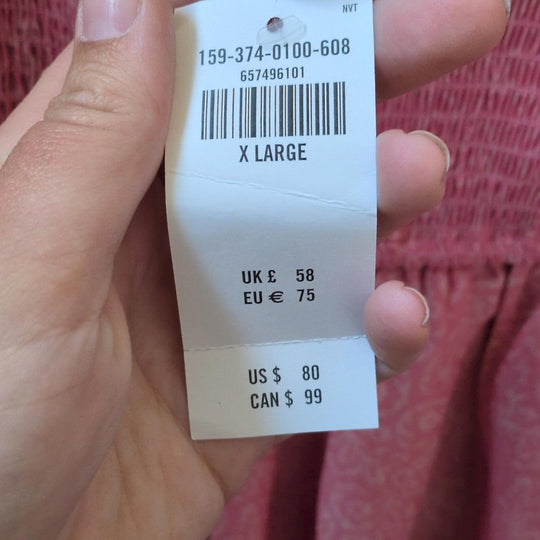 NVT
159-374-0100-608
657496101
X LARGE
UK £ 58
EU € 75
US $ 80
CAN $ 99